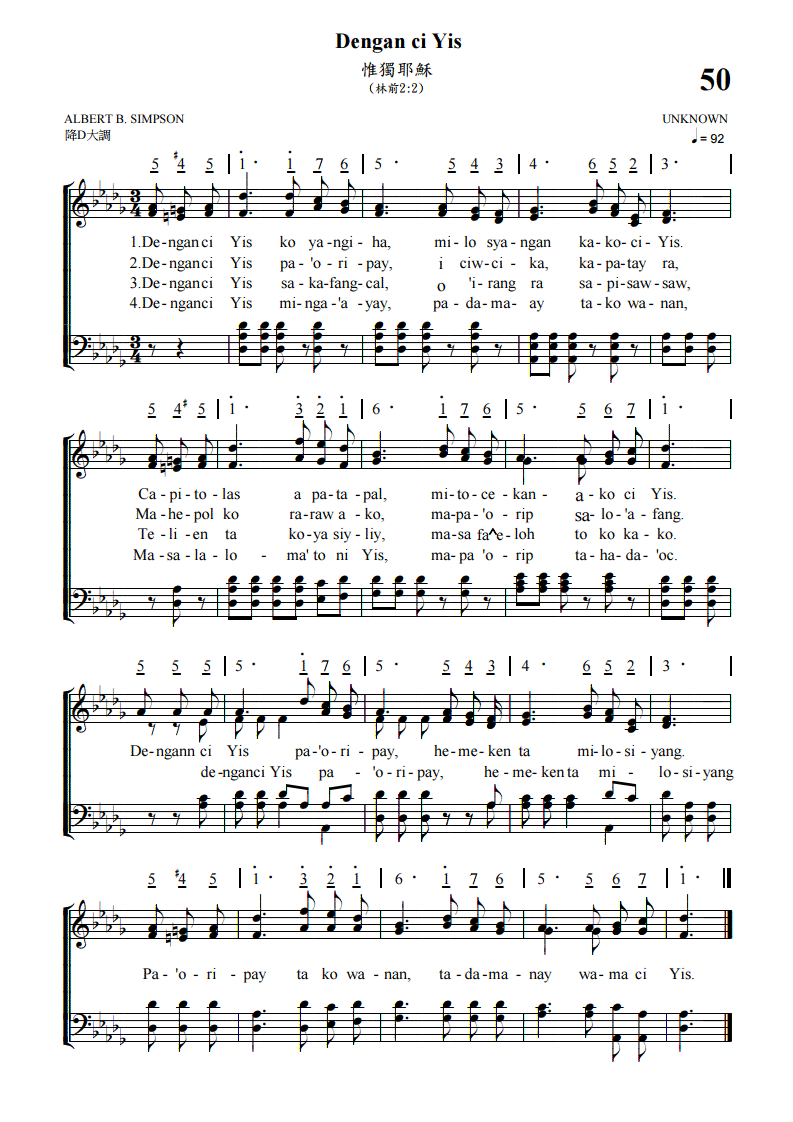 Dengan ci Yis
惟獨耶穌
(林前2:2)
50
ALBERT B. SIMPSON
UNKNOWN
降D大調
♩ = 92
5 #4 5 | 1 · 1 7 6 | 5 · 5 4 3 | 4 · 6 5 2 | 3 · |
1.De-ngan ci Yis ko ya-ngi-ha, mi-lo sya-ngan ka-ko-ci-Yis.
2.De-ngan ci Yis pa-'o-ri-pay, i ciw-ci-ka, ka-pa-tay ra,
3.De-ngan ci Yis sa-ka-fang-cal, o 'i-rang ra sa-pi-saw-saw,
4.De-ngan ci Yis mi-nga-'a-yay, pa-da-ma-ay ta-ko wa-nan,
5 4# 5 | 1 · 3 2 1 | 6 · 1 7 6 | 5 · 5 6 7 | 1 · |
Ca-pi-to-las a pa-ta-pal, mi-to-ce-kan-a-ko ci Yis.
Ma-he-pol ko ra-raw a-ko, ma-pa-'o-rip sa-lo-'a-fang.
Te-li-en ta ko-ya si-yliy, ma-sa fa^e-loh to ko ka-ko.
Ma-sa-la-lo-ma'to ni Yis, ma-pa 'o-rip ta-ha-da-'oc.
5 5 5 | 5 · 1 7 6 | 5 · 5 4 3 | 4 · 6 5 2 | 3 · |
De-ngann ci Yis pa-'o-ri-pay, he-me-ken ta mi-lo-si-yang.
de-nganci Yis pa-'o-ri-pay, he-me-ken ta mi-lo-si-yang
5 #4 5 | 1 · 3 2 1 | 6 · 1 7 6 | 5 · 5 6 7 | 1 · ‖
Pa-'o-ri-pay ta ko wa-nan, ta-da-ma-nay wa-ma ci Yis.